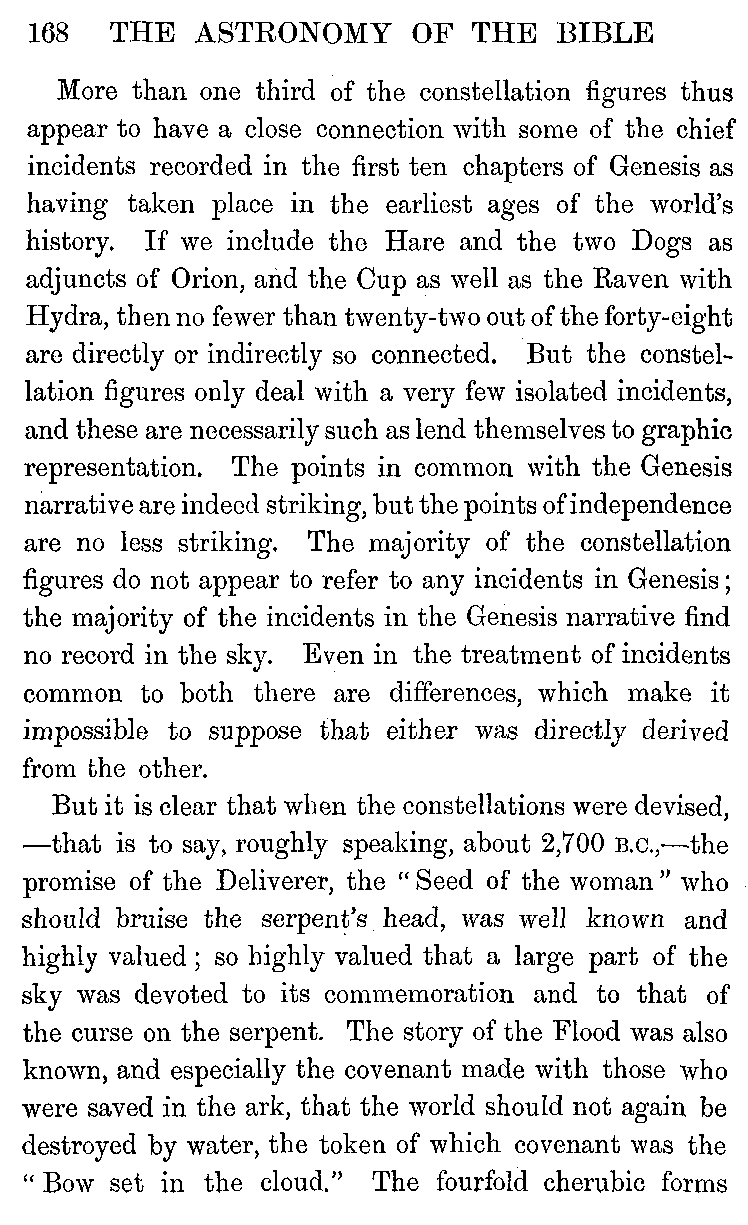 168 THE ASTRONOMY OF THE BIBLE
More than one third of the constellation figures thus
appear to have a close connection with some of the chief
incidents recorded in the first ten chapters of Genesis as
having taken place in the earliest ages of the world's
history. If we include the Hare and the two Dogs as
adjuncts of Orion, and the Cup as well as the Raven with
Hydra, then no fewer than twenty-two out of the forty-eight
are directly or indirectly so connected. But the constel-
lation figures only deal with a very few isolated incidents,
and these are necessarily such as lend themselves to graphic
representation. The points in common with the Genesis
narrative are indeed striking, but the points of independence
are no less striking. The majority of the constellation
figures do not appear to refer to any incidents in Genesis;
the majority of the incidents in the Genesis narrative find
no record in the sky. Even in the treatment of incidents
common to both there are differences, which make it
impossible to suppose that either was directly derived
from the other.
But it is clear that when the constellations were devised,
—that is to say, roughly speaking, about 2,700 B.C.,—the
promise of the Deliverer, the "Seed of the woman" who
should bruise the serpent's head, was well known and
highly valued; so highly valued that a large part of the
sky was devoted to its commemoration and to that of
the curse on the serpent. The story of the Flood was also
known, and especially the covenant made with those who
were saved in the ark, that the world should not again be
destroyed by water, the token of which covenant was the
"Bow set in the cloud." The fourfold cherubic forms